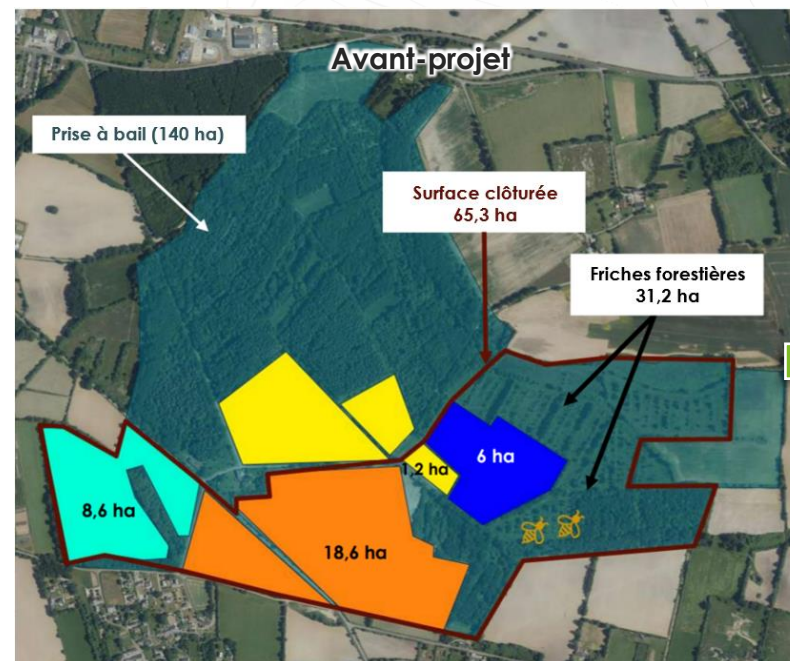 Avant-projet
Prise à bail (140 ha)
Surface clôturée
65,3 ha
Friches forestières
31,2 ha
6 ha
1,2 ha
8,6 ha
18,6 ha